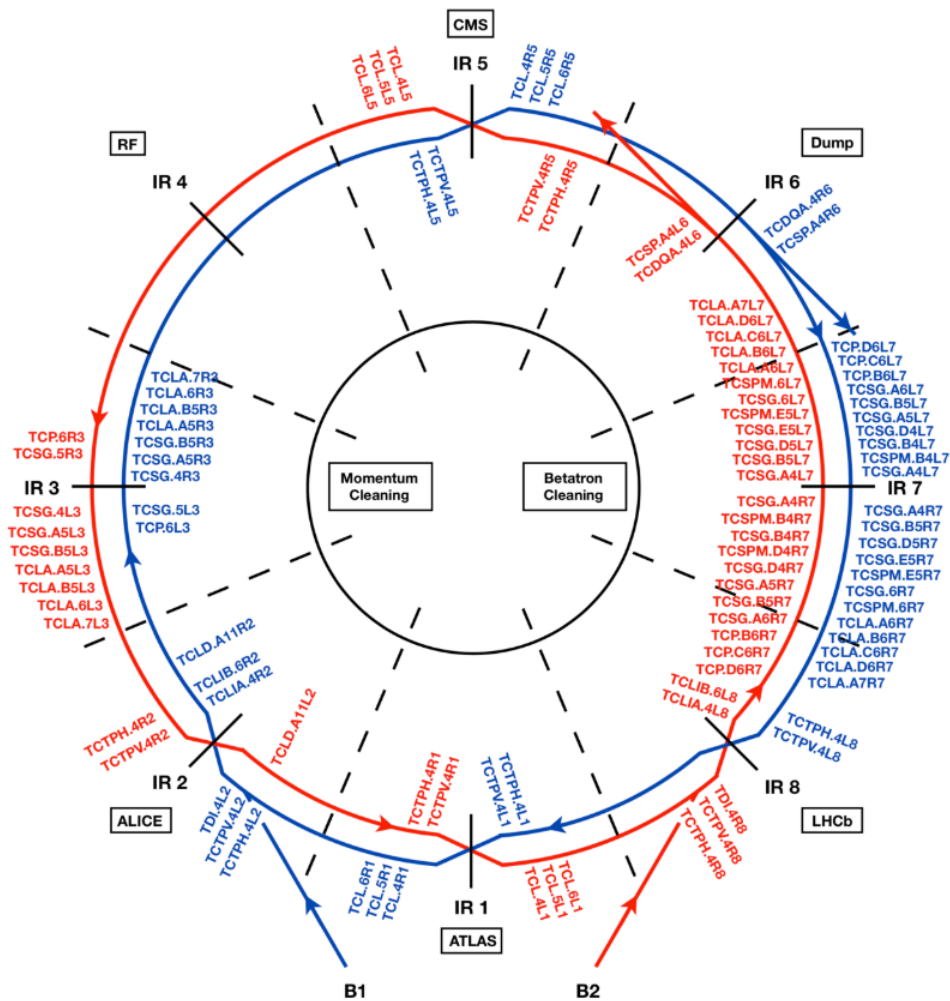 CMS
IR 5
TCL.6L5
TCL.5L5
TCL.4L5
TCL.4R5
TCL.5R5
TCL.6R5
RF
IR 4
Dump
IR 6
TCTPH.4L5
TCTPV.4L5
TCTPV.4R5
TCTPH.4R5
TCSP.A4L6
TCDQA.4L6
TCDQA.4R6
TCSP.A4R6
TCLA.A7L7
TCLA.D6L7
TCLA.C6L7
TCLA.B6L7
TCLA.A6L7
TCSPM.6L7
TCSG.6L7
TCSPM.E5L7
TCSG.E5L7
TCSG.D5L7
TCSG.B5L7
TCSG.A4L7
TCP.D6L7
TCP.C6L7
TCP.B6L7
TCSG.A6L7
TCSG.B5L7
TCSG.A5L7
TCSG.D4L7
TCSG.B4L7
TCSPM.B4L7
TCSG.A4L7
TCLA.7R3
TCLA.6R3
TCLA.B5R3
TCLA.A5R3
TCSG.B5R3
TCSG.A5R3
TCSG.4R3
TCP.6R3
TCSG.5R3
IR 3
Momentum
Cleaning
Betatron
Cleaning
IR 7
TCSG.4L3
TCSG.A5L3
TCSG.B5L3
TCLA.A5L3
TCLA.B5L3
TCLA.6L3
TCLA.7L3
TCSG.5L3
TCP.6L3
TCSG.A4R7
TCSPM.B4R7
TCSG.B4R7
TCSPM.D4R7
TCSG.D4R7
TCSG.A5R7
TCSG.B5R7
TCSG.A6R7
TCP.B6R7
TCP.C6R7
TCP.D6R7
TCSG.A4R7
TCSG.B5R7
TCSG.D5R7
TCSG.E5R7
TCSPM.E5R7
TCSG.6R7
TCSPM.6R7
TCLA.A6R7
TCLA.B6R7
TCLA.C6R7
TCLA.D6R7
TCLA.A7R7
TCLD.A11R2
TCLIB.6R2
TCLIA.4R2
TCLIB.6L8
TCLIA.4L8
TCTPH.4R2
TCTPV.4R2
TCLD.A11L2
TCTPH.4L8
TCTPV.4L8
IR 2
IR 8
ALICE
LHCb
TDI.4L2
TCTPV.4L2
TCTPH.4L2
TCTPH.4R1
TCTPV.4R1
TCTPH.4L1
TCTPV.4L1
TDI.4R8
TCTPV.4R8
TCTPH.4R8
TCL.6R1
TCL.5R1
TCL.4R1
TCL.6L1
TCL.5L1
TCL.4L1
IR 1
ATLAS
B1
B2